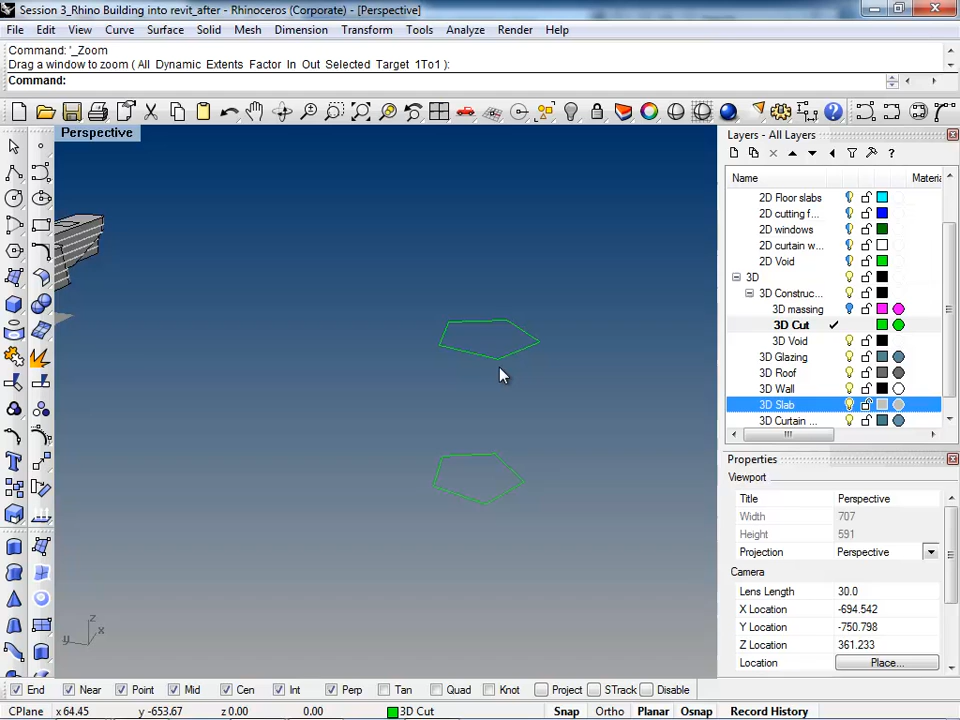 Session 3_Rhino Building into revit_after - Rhinoceros (Corporate) - [Perspective]
File Edit View Curve Surface Solid Mesh Dimension Transform Tools Analyze Render Help
Command: '_Zoom
Drag a window to zoom ( All Dynamic Extents Factor In Out Selected Target 1To1 ):
Command:
Perspective
Layers - All Layers
Name Materia
2D Floor slabs
2D cutting f...
2D windows
2D curtain w...
2D Void
3D
3D Construc...
3D massing
3D Cut
3D Void
3D Glazing
3D Roof
3D Wall
3D Slab
3D Curtain ...
Properties
Viewport
Title Perspective
Width 707
Height 591
Projection Perspective
Camera
Lens Length 30.0
X Location -694.542
Y Location -750.798
Z Location 361.233
Location Place...
z
y x
End Near Point Mid Cen Int Perp Tan Quad Knot Project STrack Disable
CPlane x 64.45 y -653.67 z 0.00 0.00 3D Cut Snap Ortho Planar Osnap Record History